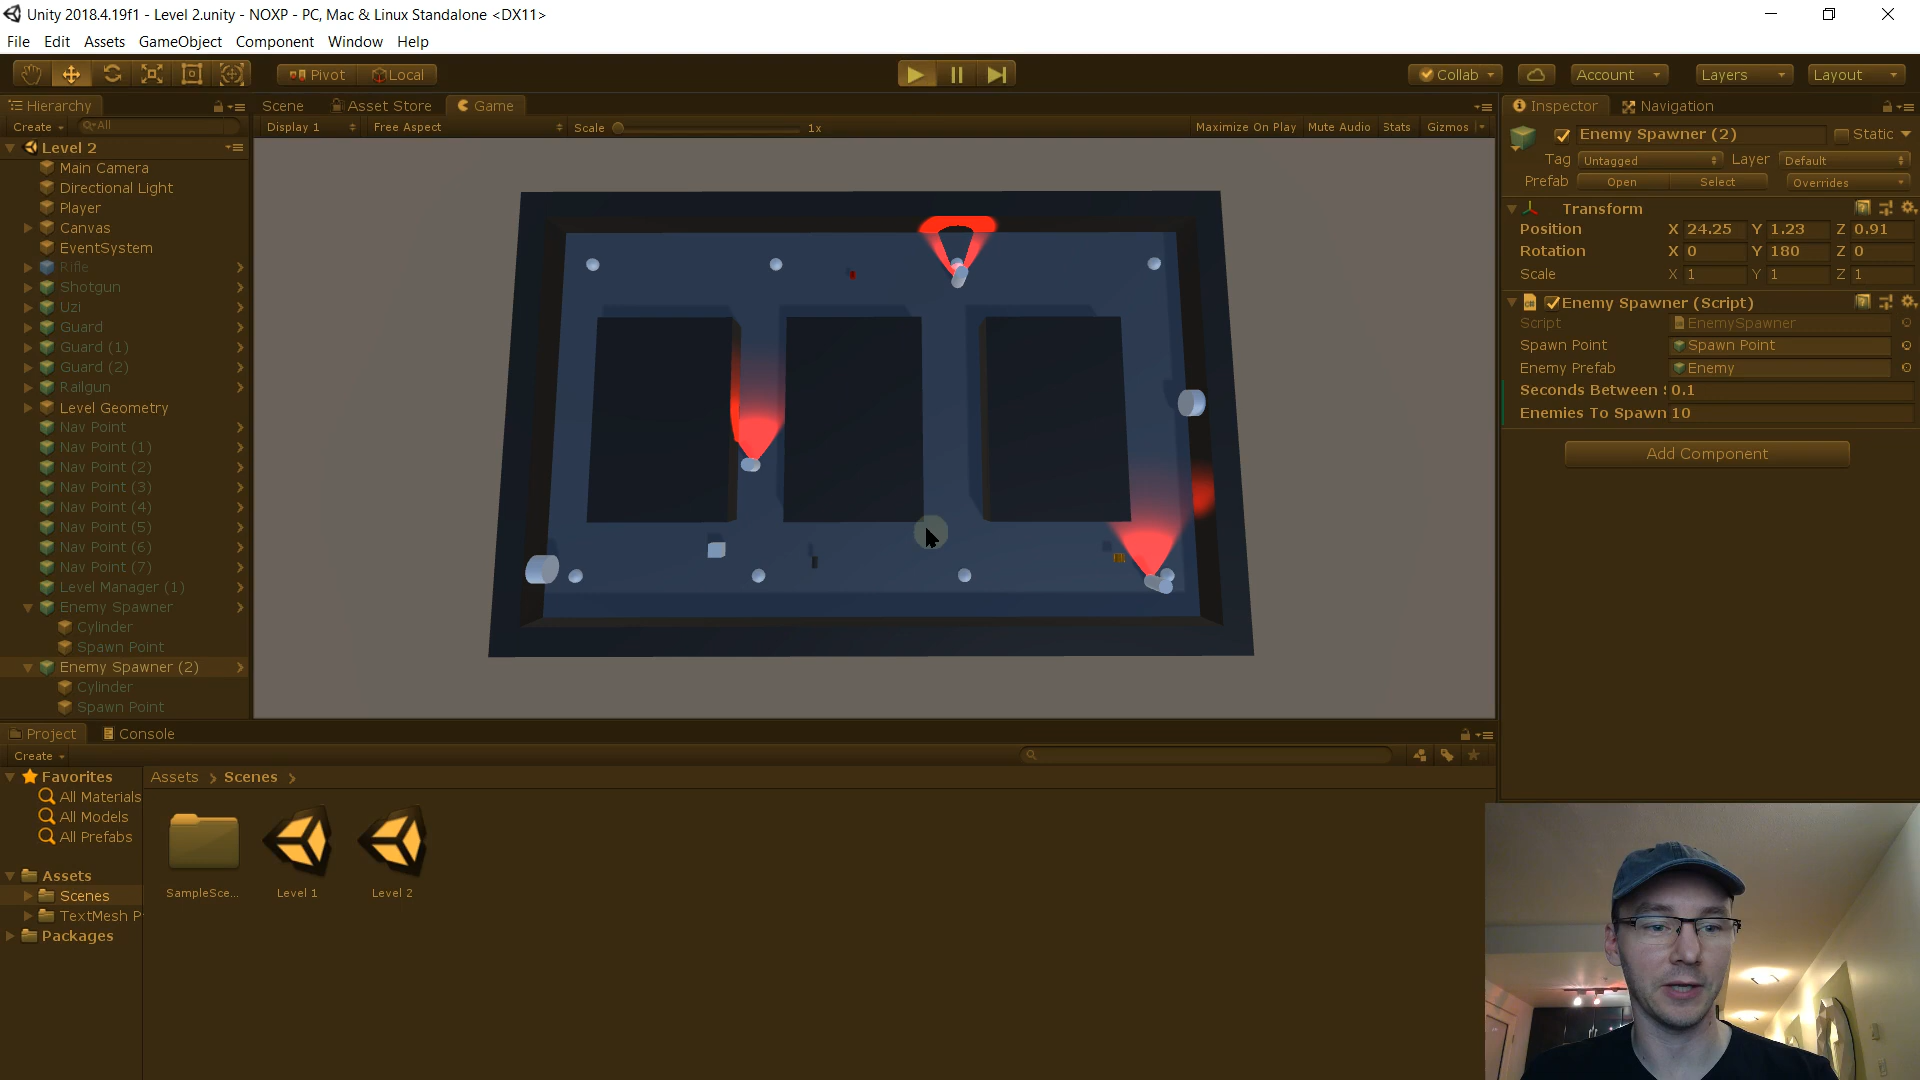 Unity 2018.4.19f1 - Level 2.unity - NOXP - PC, Mac & Linux Standalone <DX11>
File Edit Assets GameObject Component Window Help
Pivot Local Collab Account Layers Layout
Hierarchy Scene Asset Store Game Inspector Navigation
Create All Display 1 Free Aspect Scale 1x Maximize On Play Mute Audio Stats Gizmos
Level 2
Main Camera
Directional Light
Player
Canvas
EventSystem
Rifle
Shotgun
Uzi
Guard
Guard (1)
Guard (2)
Railgun
Level Geometry
Nav Point
Nav Point (1)
Nav Point (2)
Nav Point (3)
Nav Point (4)
Nav Point (5)
Nav Point (6)
Nav Point (7)
Level Manager (1)
Enemy Spawner
Cylinder
Spawn Point
Enemy Spawner (2)
Cylinder
Spawn Point
Enemy Spawner (2) Static
Tag Untagged Layer Default
Prefab Open Select Overrides
Transform
Position X 24.25 Y 1.23 Z 0.91
Rotation X 0 Y 180 Z 0
Scale X 1 Y 1 Z 1
Enemy Spawner (Script)
Script EnemySpawner
Spawn Point Spawn Point
Enemy Prefab Enemy
Seconds Between 0.1
Enemies To Spawn 10
Add Component
Project Console
Create
Favorites
All Materials
All Models
All Prefabs
Assets
Scenes
TextMesh P
Packages
Assets > Scenes >
SampleSce... Level 1 Level 2